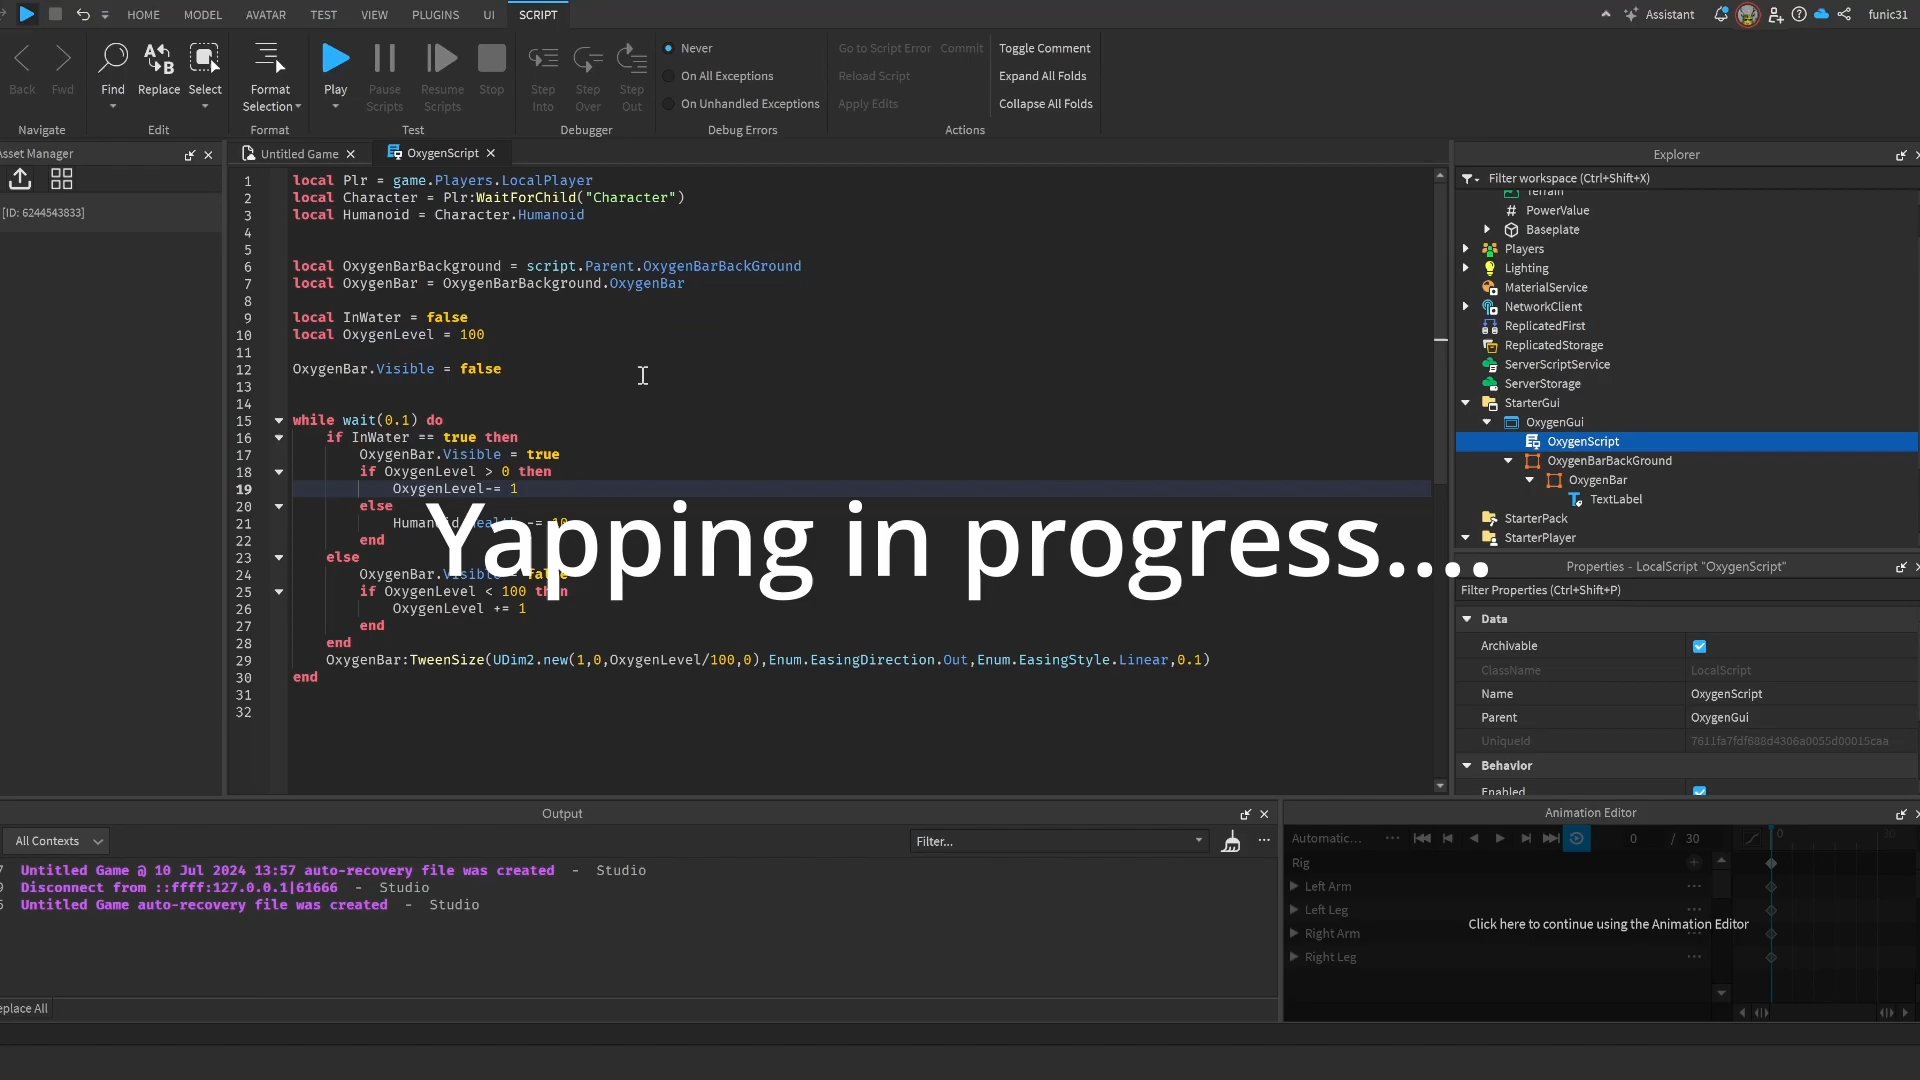 HOME MODEL AVATAR TEST VIEW PLUGINS UI SCRIPT
Assistant
funic31
Back Fwd
Navigate
Find Replace Select
Edit
Format Selection
Format
Play Pause Scripts Resume Scripts Stop
Test
Step Into Step Over Step Out
Debugger
Never
On All Exceptions
On Unhandled Exceptions
Debug Errors
Go to Script Error Commit
Reload Script
Apply Edits
Toggle Comment
Expand All Folds
Collapse All Folds
Actions
sset Manager
[ID: 6244543833]
Untitled Game
OxygenScript
1 local Plr = game.Players.LocalPlayer
2 local Character = Plr:WaitForChild("Character")
3 local Humanoid = Character.Humanoid
4
5
6 local OxygenBarBackground = script.Parent.OxygenBarBackGround
7 local OxygenBar = OxygenBarBackground.OxygenBar
8
9 local InWater = false
10 local OxygenLevel = 100
11
12 OxygenBar.Visible = false
13
14
15 while wait(0.1) do
16 if InWater == true then
17 OxygenBar.Visible = true
18 if OxygenLevel > 0 then
19 OxygenLevel-= 1
20 else
21
22 end
23 else
24 OxygenBar.
25 if OxygenLevel < 100
26 OxygenLevel += 1
27 end
28 end
29 OxygenBar:TweenSize(UDim2.new(1,0,OxygenLevel/100,0),Enum.EasingDirection.Out,Enum.EasingStyle.Linear,0.1)
30 end
31
32
Yapping in progress....
Explorer
Filter workspace (Ctrl+Shift+X)
Terrain
PowerValue
Baseplate
Players
Lighting
MaterialService
NetworkClient
ReplicatedFirst
ReplicatedStorage
ServerScriptService
ServerStorage
StarterGui
OxygenGui
OxygenScript
OxygenBarBackGround
OxygenBar
TextLabel
StarterPack
StarterPlayer
Properties - LocalScript "OxygenScript"
Filter Properties (Ctrl+Shift+P)
Data
Archivable
ClassName LocalScript
Name OxygenScript
Parent OxygenGui
UniqueId 7611fa7fdf688d4306a0055d00015caa
Behavior
Enabled
Output
All Contexts
Filter...
Untitled Game @ 10 Jul 2024 13:57 auto-recovery file was created - Studio
Disconnect from ::ffff:127.0.0.1|61666 - Studio
Untitled Game auto-recovery file was created - Studio
eplace All
Animation Editor
Automatic... 0 / 30
0 30
Rig
Left Arm
Left Leg
Right Arm
Right Leg
Click here to continue using the Animation Editor